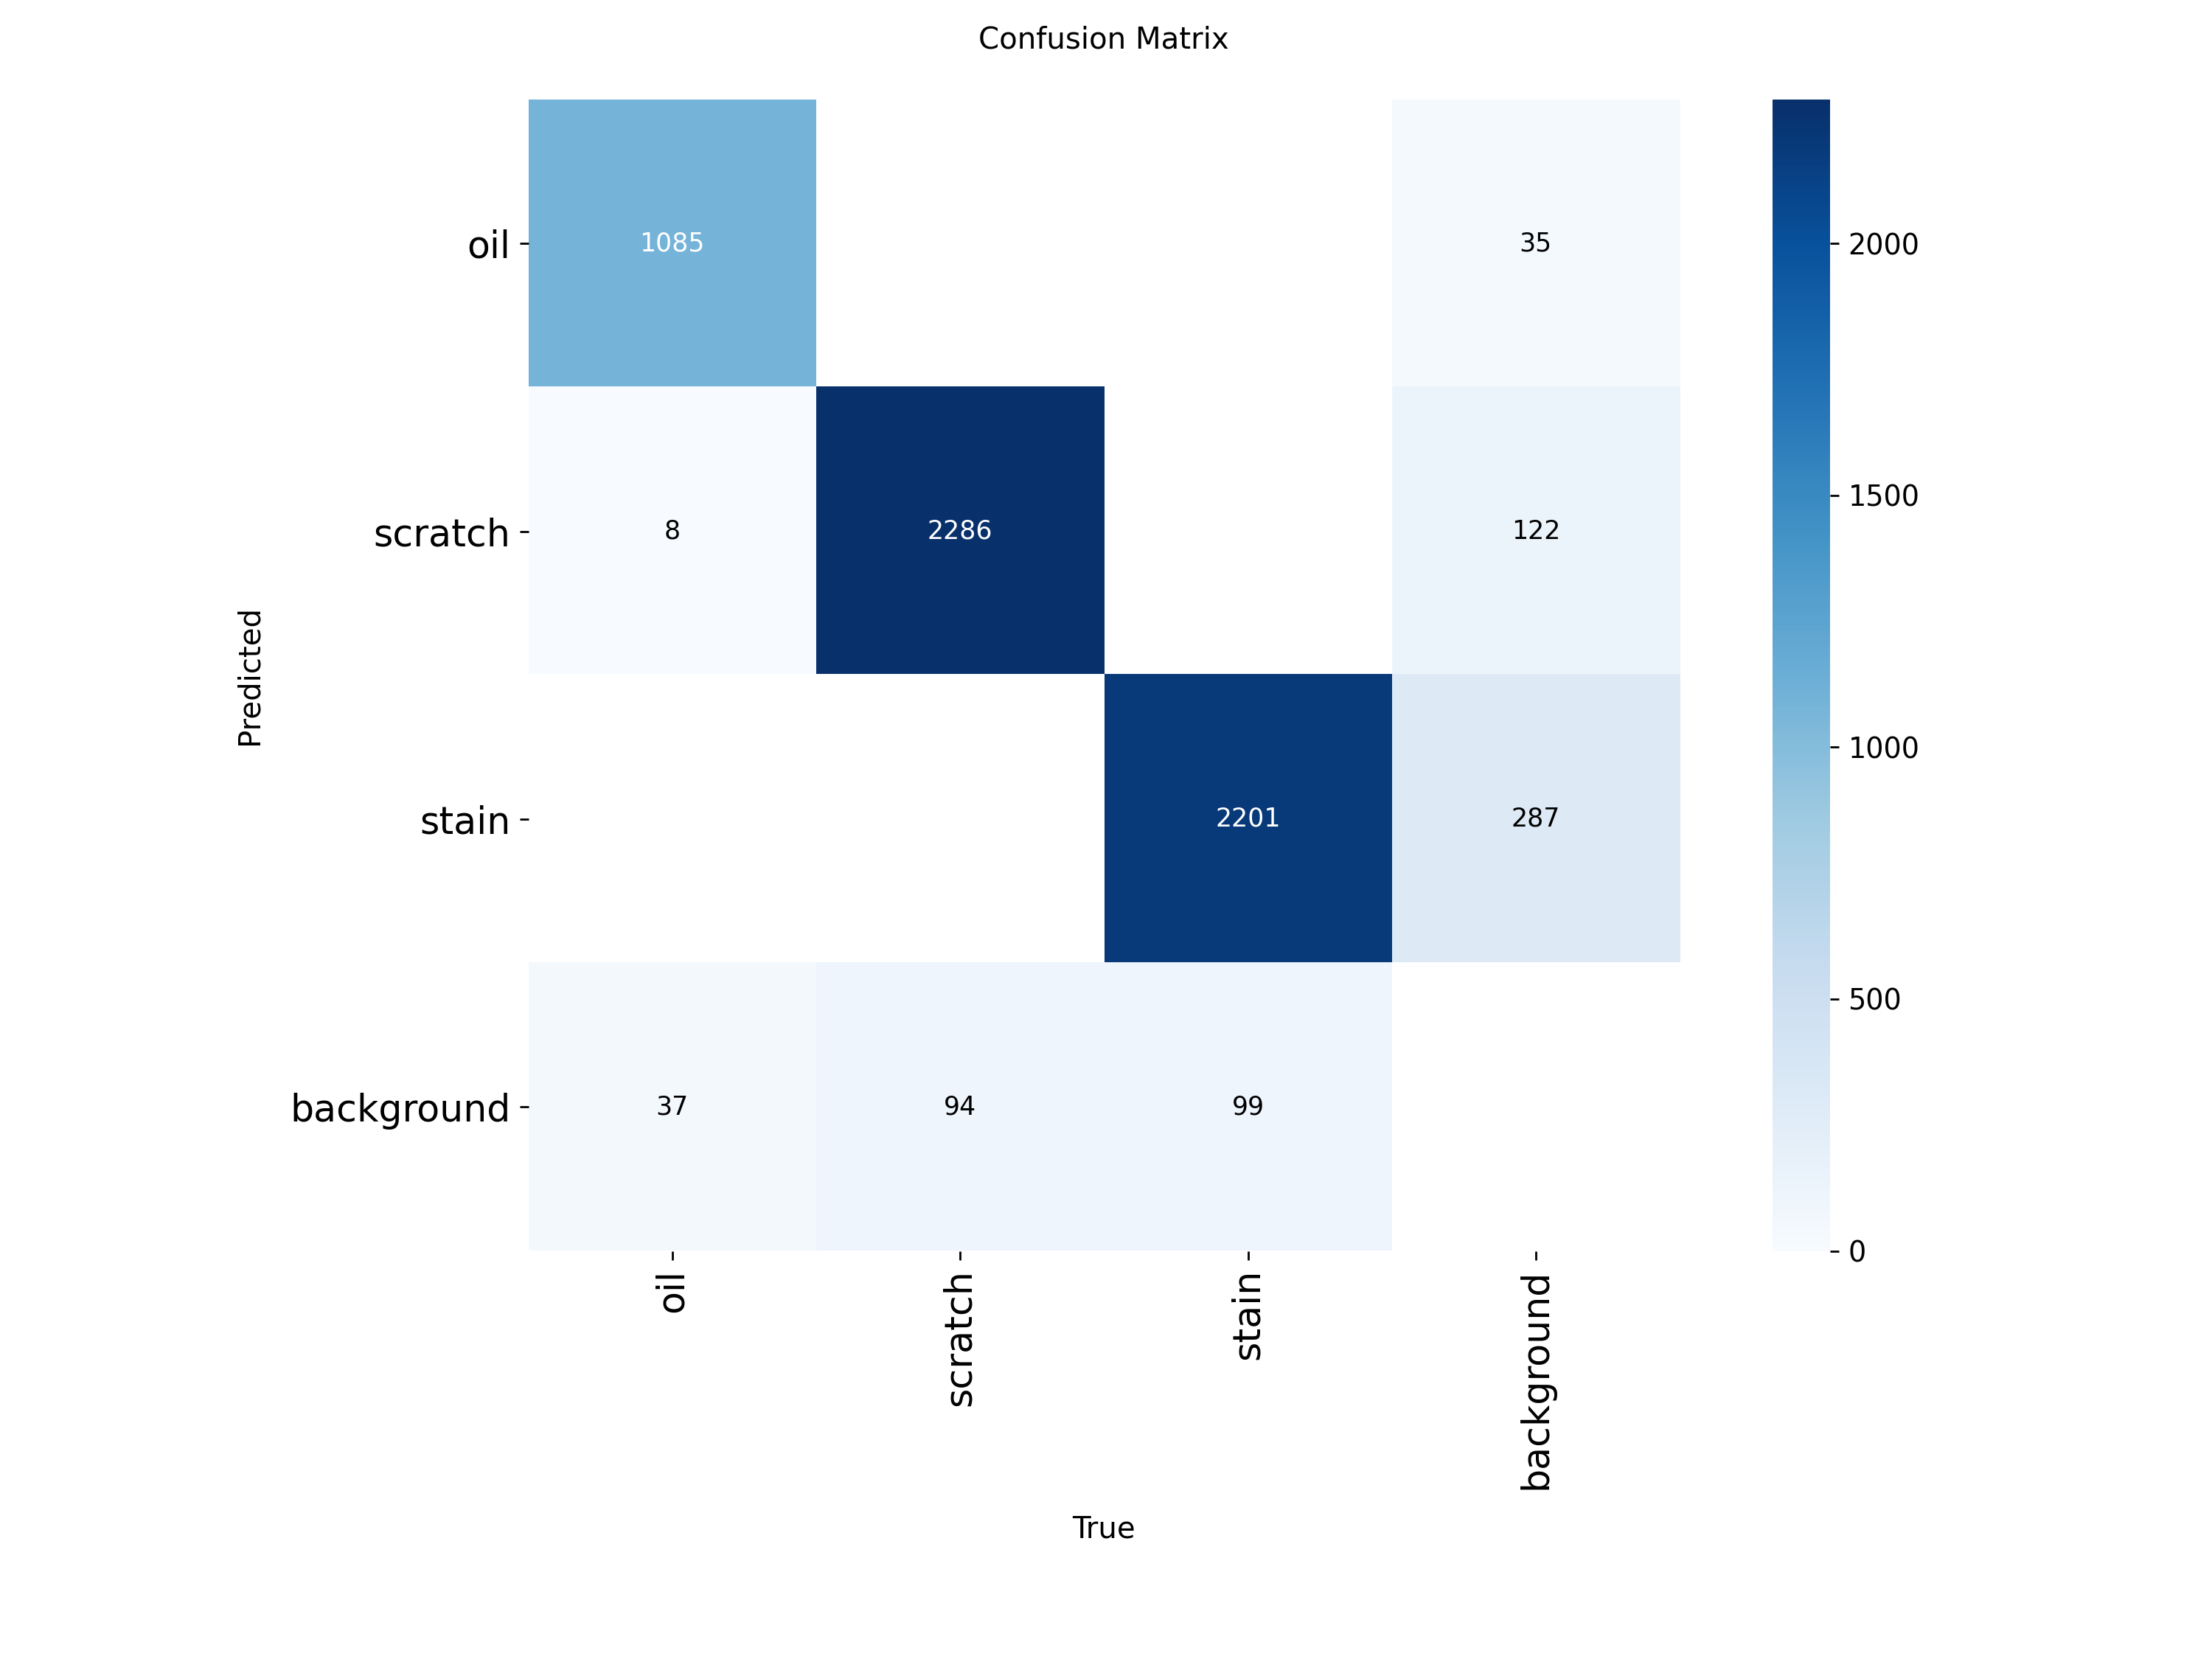 Confusion Matrix
oil
1085
35
scratch
8
2286
122
stain
2201
287
background
37
94
99
Predicted
oil
scratch
stain
background
True
2000
1500
1000
500
0